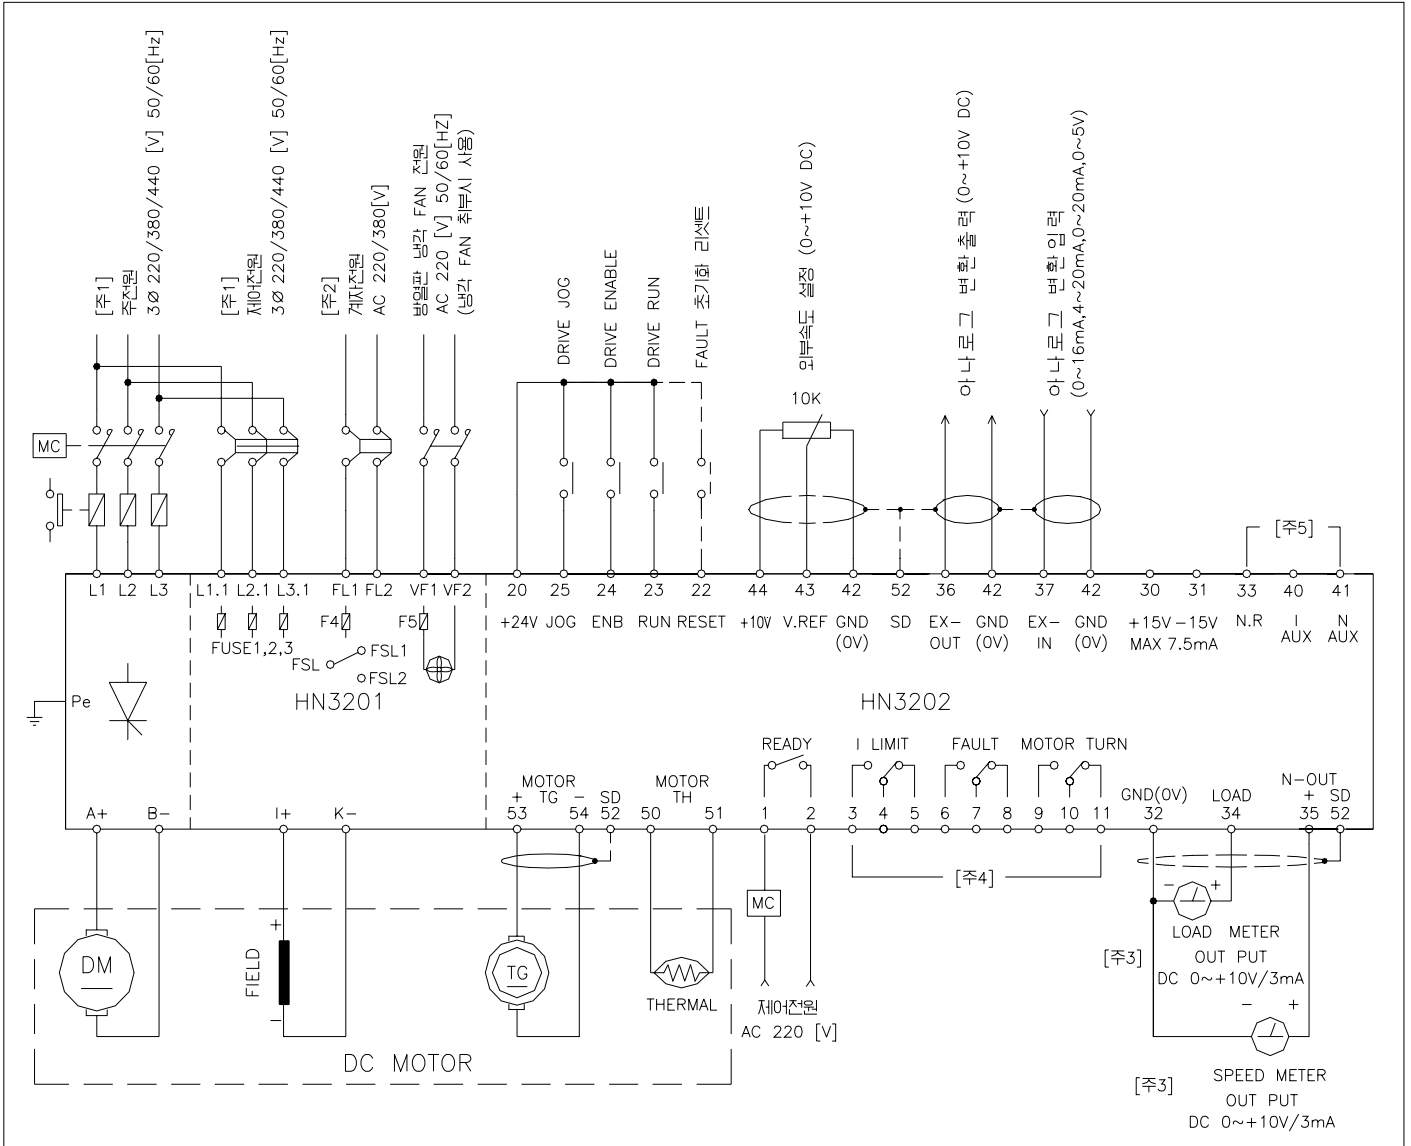 [주1]
주전원
3Ø 220/380/440 [V] 50/60[Hz]
[주1]
제어전원
3Ø 220/380/440 [V] 50/60[Hz]
[주2]
계자전원
AC 220/380[V]
방열판 냉각 FAN 전원
AC 220 [V] 50/60[HZ]
(냉각 FAN 취부시 사용)
DRIVE JOG
DRIVE ENABLE
DRIVE RUN
FAULT 초기화 리셋트
외부속도 설정 (0~+10V DC)
아나로그 변환출력 (0~+10V DC)
아나로그 변환입력
(0~16mA,4~20mA,0~20mA,0~5V)
MC
10K
[주5]
L1 L2 L3 L1.1 L2.1 L3.1 FL1 FL2 VF1 VF2 20 25 24 23 22 44 43 42 52 36 42 37 42 30 31 33 40 41
F4 F5 +24V JOG ENB RUN RESET +10V V.REF GND SD EX- GND EX- GND +15V -15V N.R I N
(0V) OUT (0V) IN (0V) MAX 7.5mA AUX AUX
FUSE1,2,3
FSL FSL1
FSL2
Pe
HN3201
HN3202
READY I LIMIT FAULT MOTOR TURN
MOTOR
+ TG - SD
MOTOR
TH
GND(0V) LOAD N-OUT
+ SD
A+ B- I+ K- 53 54 52 50 51 1 2 3 4 5 6 7 8 9 10 11 32 34 35 52
[주4]
MC
- +
LOAD METER
OUT PUT
DC 0~+10V/3mA
[주3]
DM
FIELD
+
-
TG
THERMAL
제어전원
AC 220 [V]
- +
DC MOTOR
[주3]
SPEED METER
OUT PUT
DC 0~+10V/3mA